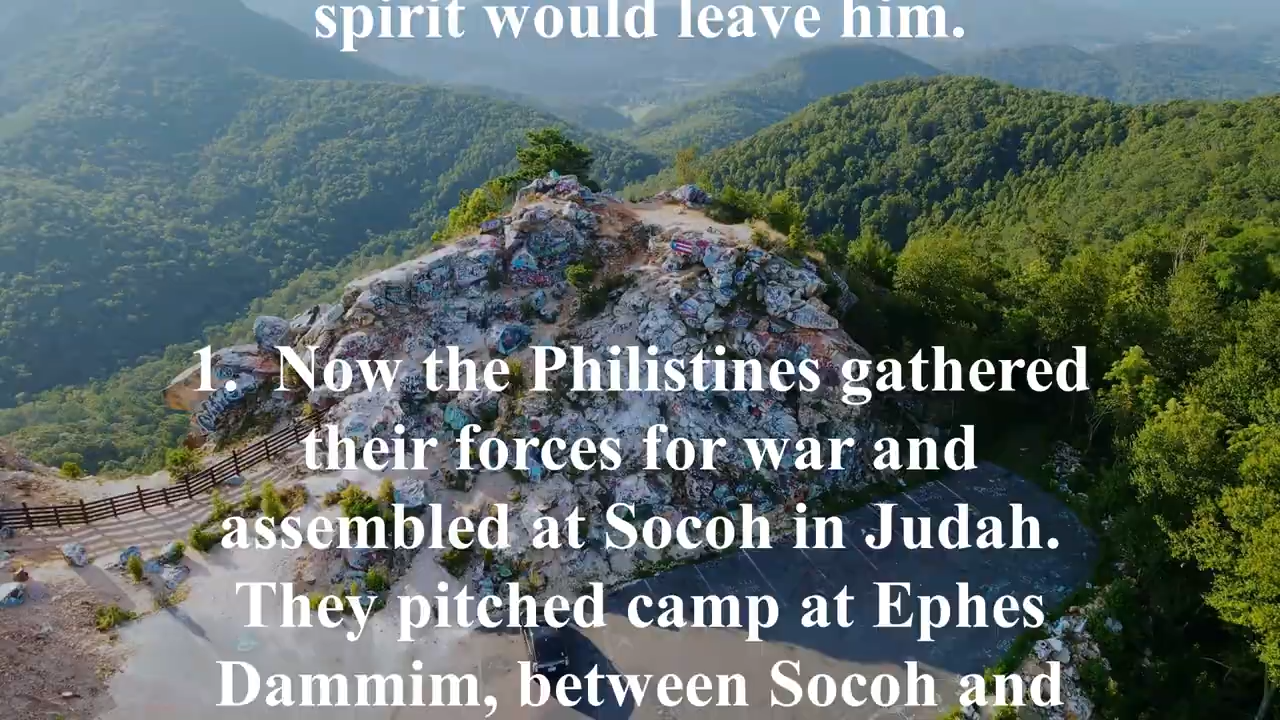 spirit would leave him.
1. Now the Philistines gathered
their forces for war and
assembled at Socoh in Judah.
They pitched camp at Ephes
Dammim, between Socoh and